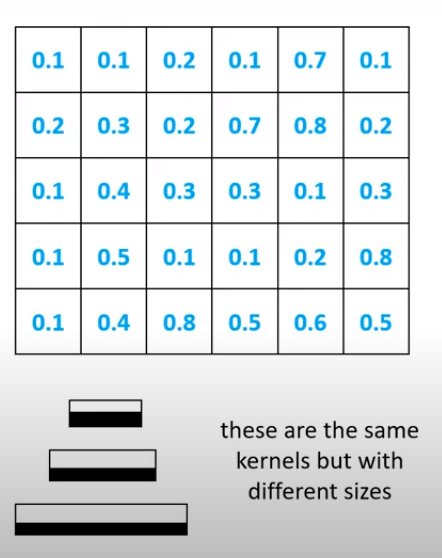 0.1 0.1 0.2 0.1 0.7 0.1
0.2 0.3 0.2 0.7 0.8 0.2
0.1 0.4 0.3 0.3 0.1 0.3
0.1 0.5 0.1 0.1 0.2 0.8
0.1 0.4 0.8 0.5 0.6 0.5
these are the same
kernels but with
different sizes